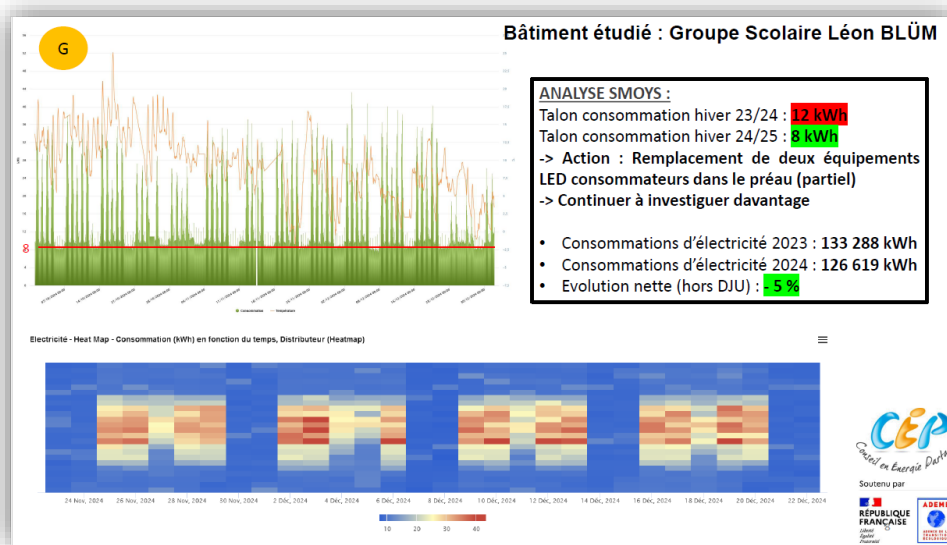 G
Bâtiment étudié : Groupe Scolaire Léon BLÜM
ANALYSE SMOYS :
Talon consommation hiver 23/24 : 12 kWh
Talon consommation hiver 24/25 : 8 kWh
-> Action : Remplacement de deux équipements
LED consommateurs dans le préau (partiel)
-> Continuer à investiguer davantage
• Consommations d’électricité 2023 : 133 288 kWh
• Consommations d’électricité 2024 : 126 619 kWh
• Evolution nette (hors DJU) : - 5 %
Electricité - Heat Map - Consommation (kWh) en fonction du temps, Distributeur (Heatmap)
24 Nov, 2024 26 Nov, 2024 28 Nov, 2024 30 Nov, 2024 2 Déc, 2024 4 Déc, 2024 6 Déc, 2024 8 Déc, 2024 10 Déc, 2024 12 Déc, 2024 14 Déc, 2024 16 Déc, 2024 18 Déc, 2024 20 Déc, 2024 22 Déc, 2024
10 20 30 40
CÉP
Conseil en Energie Parta
Soutenu par
RÉPUBLIQUE
FRANÇAISE
Liberté
Égalité
Fraternité
ADEME